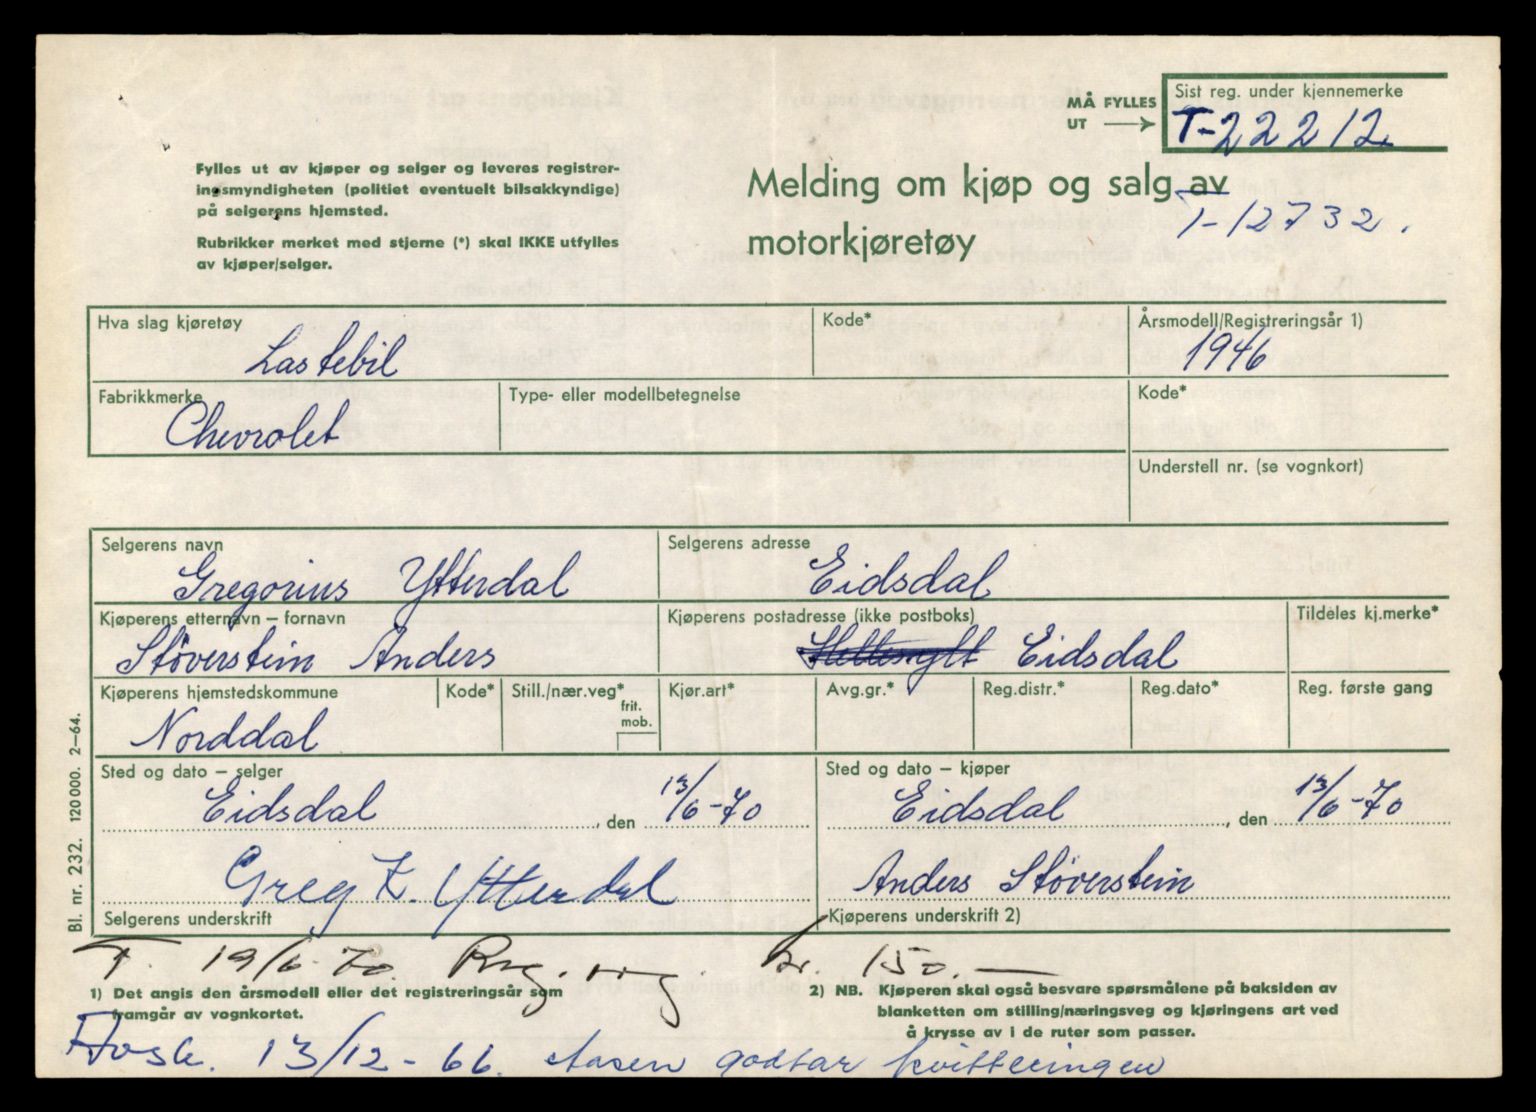 MÅ FYLLES
UT
Sist reg. under kjennemerke
T-22212
Fylles ut av kjøper og selger og leveres registrer-
ingsmyndigheten (politiet eventuelt bilsakkyndige)
på selgerens hjemsted.
Rubrikker merket med stjerne (*) skal IKKE utfylles
av kjøper/selger.
Melding om kjøp og salg av
motorkjøretøy
T-12732.
Hva slag kjøretøy
Lastebil
Kode*
Årsmodell/Registreringsår 1)
1946
Fabrikkmerke
Chevrolet
Type- eller modellbetegnelse
Kode*
Understell nr. (se vognkort)
Selgerens navn
Gregorius Ytterdal
Selgerens adresse
Eidsdal
Kjøperens etternavn – fornavn
Støverstein Anders
Kjøperens postadresse (ikke postboks)
Hellesylt Eidsdal
Tildeles kj.merke*
Kjøperens hjemstedskommune
Norddal
Kode*
Still./nær.veg*
frit.
mob.
Kjør.art*
Avg.gr.*
Reg.distr.*
Reg.dato*
Reg. første gang
Sted og dato – selger
Eidsdal, den 13/6-70
Sted og dato – kjøper
Eidsdal, den 13/6-70
Greg K. Ytterdal
Selgerens underskrift
Anders Støverstein
Kjøperens underskrift 2)
T. 19/6-70. kr. 150.—
1) Det angis den årsmodell eller det registreringsår som
framgår av vognkortet.
2) NB. Kjøperen skal også besvare spørsmålene på baksiden av
blanketten om stilling/næringsveg og kjøringens art ved
å krysse av i de ruter som passer.
13/12-66. Aasen godtar kvitteringen
Bl. nr. 232. 120000. 2-64.